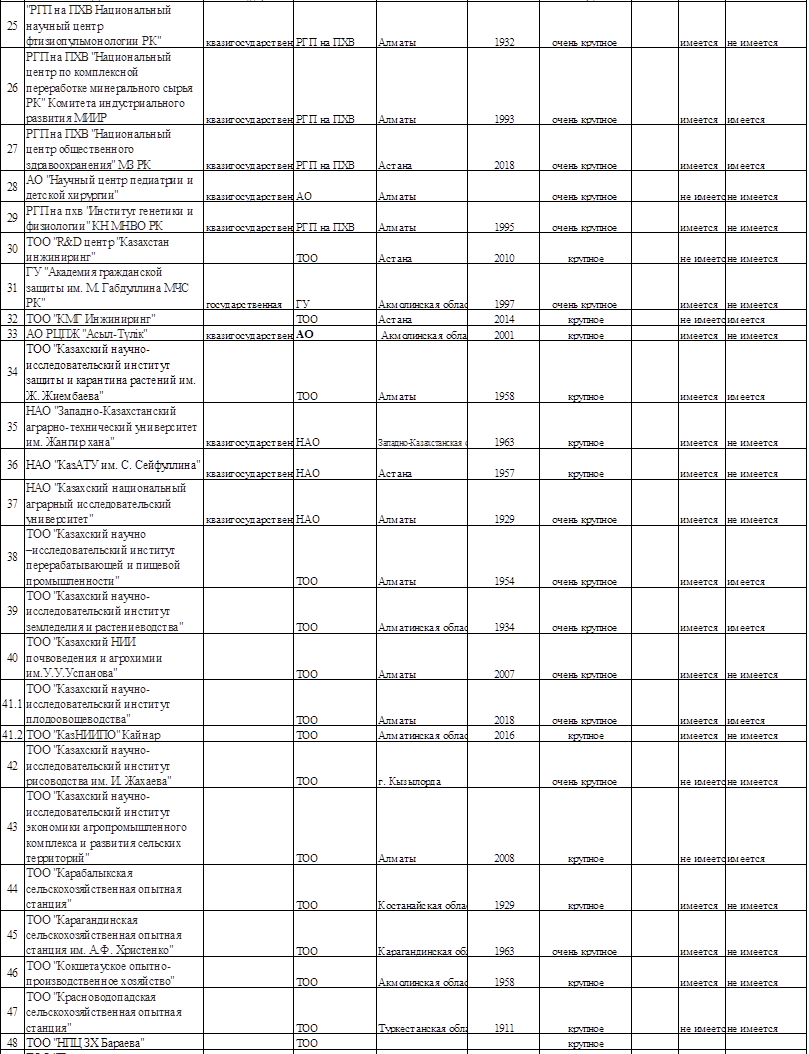 25 "РГП на ПХВ Национальный
научный центр
фтизиопульмонологии РК" квазигосударствен РГП на ПХВ Алматы 1932 очень крупное имеется не имеется
26 РГП на ПХВ "Национальный
центр по комплексной
переработке минерального сырья
РК" Комитета индустриального
развития МИИР квазигосударствен РГП на ПХВ Алматы 1993 очень крупное имеется имеется
27 РГП на ПХВ "Национальный
центр общественного
здравоохранения" МЗ РК квазигосударствен РГП на ПХВ Астана 2018 очень крупное имеется имеется
28 АО "Научный центр педиатрии и
детской хирургии" квазигосударствен АО Алматы очень крупное не имеетс не имеется
29 РГП на пхв "Институт генетики и
физиологии" КН МНВО РК квазигосударствен РГП на ПХВ Алматы 1995 очень крупное имеется не имеется
30 ТОО "R&D центр "Казахстан
инжиниринг" ТОО Астана 2010 крупное не имеетс не имеется
31 ГУ "Академия гражданской
защиты им. М. Габдуллина МЧС
РК" государственная ГУ Акмолинская облас 1997 очень крупное имеется не имеется
32 ТОО "КМГ Инжиниринг" ТОО Астана 2014 крупное не имеетс не имеется
33 АО РЦПЖ "Асыл-Түлік" квазигосударствен АО Акмолинская обла 2001 крупное имеется не имеется
34 ТОО "Казахский научно-
исследовательский институт
защиты и карантина растений им.
Ж. Жиембаева" ТОО Алматы 1958 крупное имеется имеется
35 НАО "Западно-Казахстанский
аграрно-технический университет
им. Жангир хана" квазигосударствен НАО Западно-Казахстанская о 1963 крупное имеется не имеется
36 НАО "КазАТУ им. С. Сейфуллина" квазигосударствен НАО Астана 1957 крупное имеется не имеется
37 НАО "Казахский национальный
аграрный исследовательский
университет" квазигосударствен НАО Алматы 1929 очень крупное имеется не имеется
38 ТОО "Казахский научно
–исследовательский институт
перерабатывающей и пищевой
промышленности" ТОО Алматы 1954 очень крупное имеется имеется
39 ТОО "Казахский научно-
исследовательский институт
земледелия и растениеводства" ТОО Алматинская облас 1934 очень крупное имеется не имеется
40 ТОО "Казахский НИИ
почвоведения и агрохимии
им.У.У.Успанова" ТОО Алматы 2007 очень крупное имеется не имеется
41.1 ТОО "Казахский научно-
исследовательский институт
плодоовощеводства" ТОО Алматы 2018 очень крупное имеется имеется
41.2 ТОО "КазНИИПО" Кайнар ТОО Алматинская облас 2016 крупное имеется не имеется
42 ТОО "Казахский научно-
исследовательский институт
рисоводства им. И. Жахаева" ТОО г. Кызылорда очень крупное не имеетс не имеется
43 ТОО "Казахский научно-
исследовательский институт
экономики агропромышленного
комплекса и развития сельских
территорий" ТОО Алматы 2008 крупное не имеетс имеется
44 ТОО "Карабалыкская
сельскохозяйственная опытная
станция" ТОО Костанайская обла 1929 крупное имеется не имеется
45 ТОО "Карагандинская
сельскохозяйственная опытная
станция им. А.Ф. Христенко" ТОО Карагандинская обл 1963 очень крупное имеется не имеется
46 ТОО "Кокшетауское опытно-
производственное хозяйство" ТОО Акмолинская облас 1958 крупное имеется не имеется
47 ТОО "Красноводопадская
сельскохозяйственная опытная
станция" ТОО Туркестанская обла 1911 крупное не имеетс не имеется
48 ТОО "НПЦ ЗХ Бараева" ТОО крупное